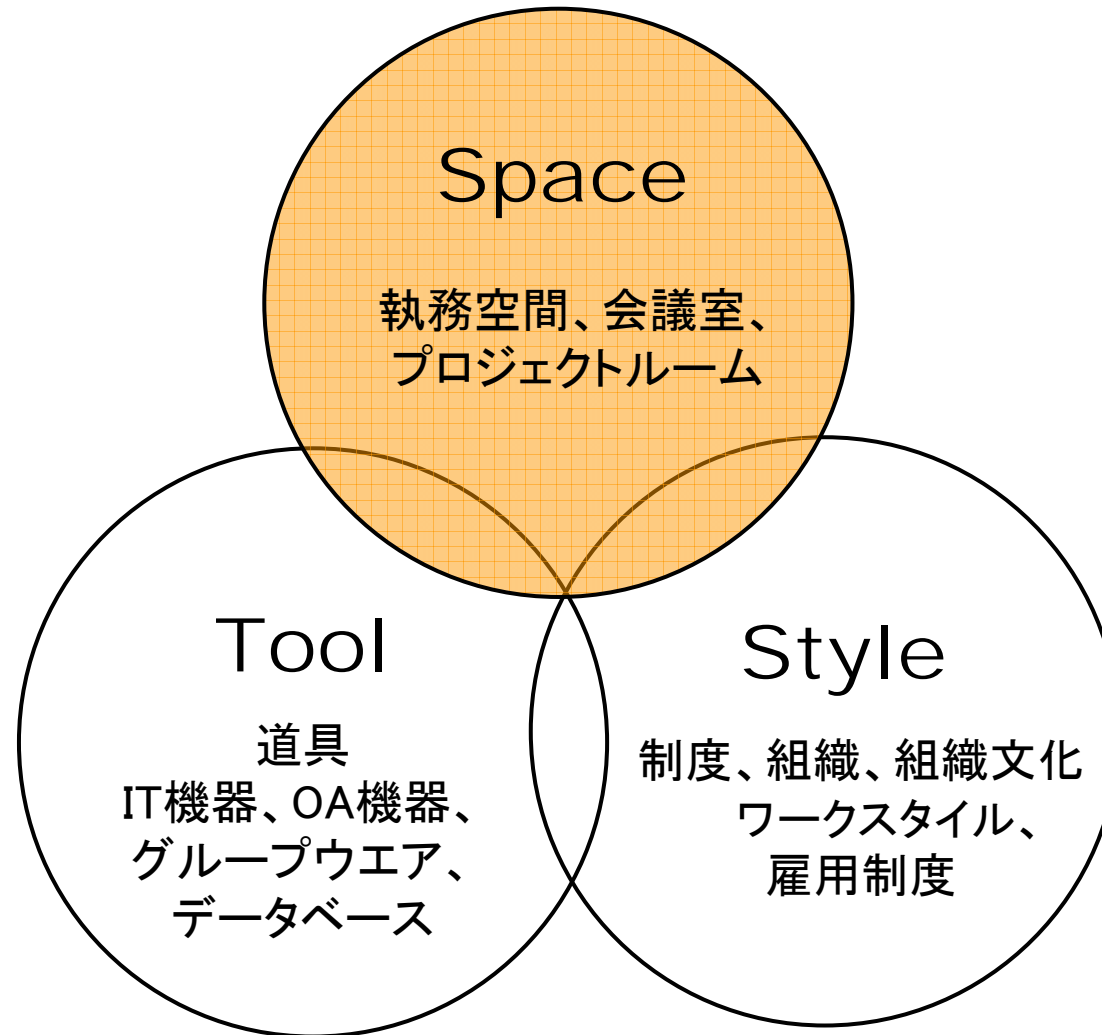 Space
執務空間、会議室、
プロジェクトルーム
Tool
道具
IT機器、OA機器、
グループウエア、
データベース
Style
制度、組織、組織文化
ワークスタイル、
雇用制度